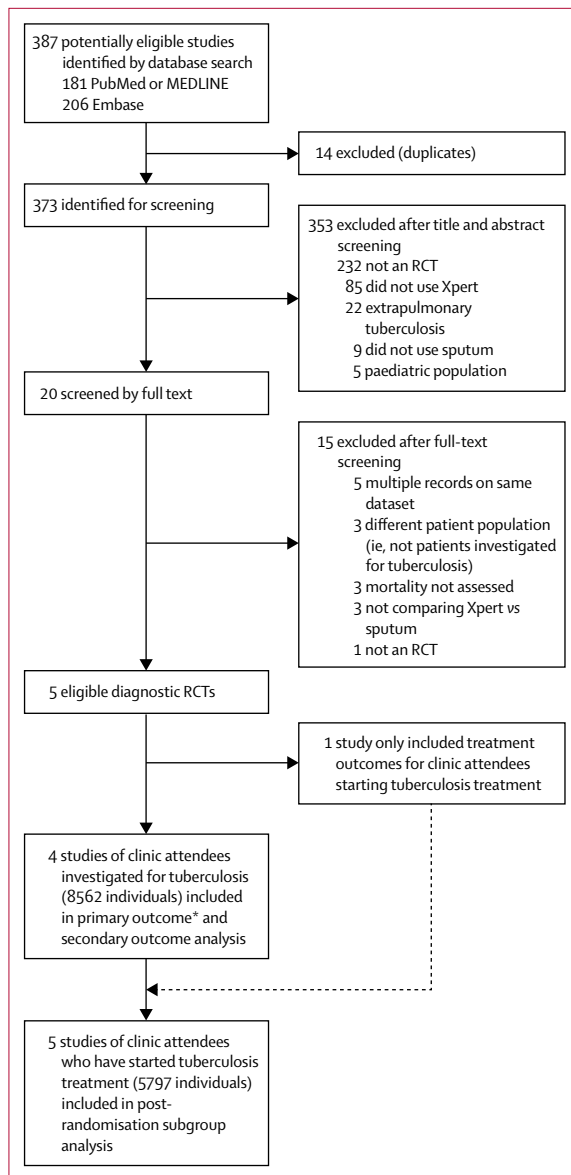 387 potentially eligible studies
identified by database search
181 PubMed or MEDLINE
206 Embase
14 excluded (duplicates)
373 identified for screening
353 excluded after title and abstract
screening
232 not an RCT
85 did not use Xpert
22 extrapulmonary
tuberculosis
9 did not use sputum
5 paediatric population
20 screened by full text
15 excluded after full-text
screening
5 multiple records on same
dataset
3 different patient population
(ie, not patients investigated
for tuberculosis)
3 mortality not assessed
3 not comparing Xpert vs
sputum
1 not an RCT
5 eligible diagnostic RCTs
1 study only included treatment
outcomes for clinic attendees
starting tuberculosis treatment
4 studies of clinic attendees
investigated for tuberculosis
(8562 individuals) included
in primary outcome* and
secondary outcome analysis
5 studies of clinic attendees
who have started tuberculosis
treatment (5797 individuals)
included in post-
randomisation subgroup
analysis